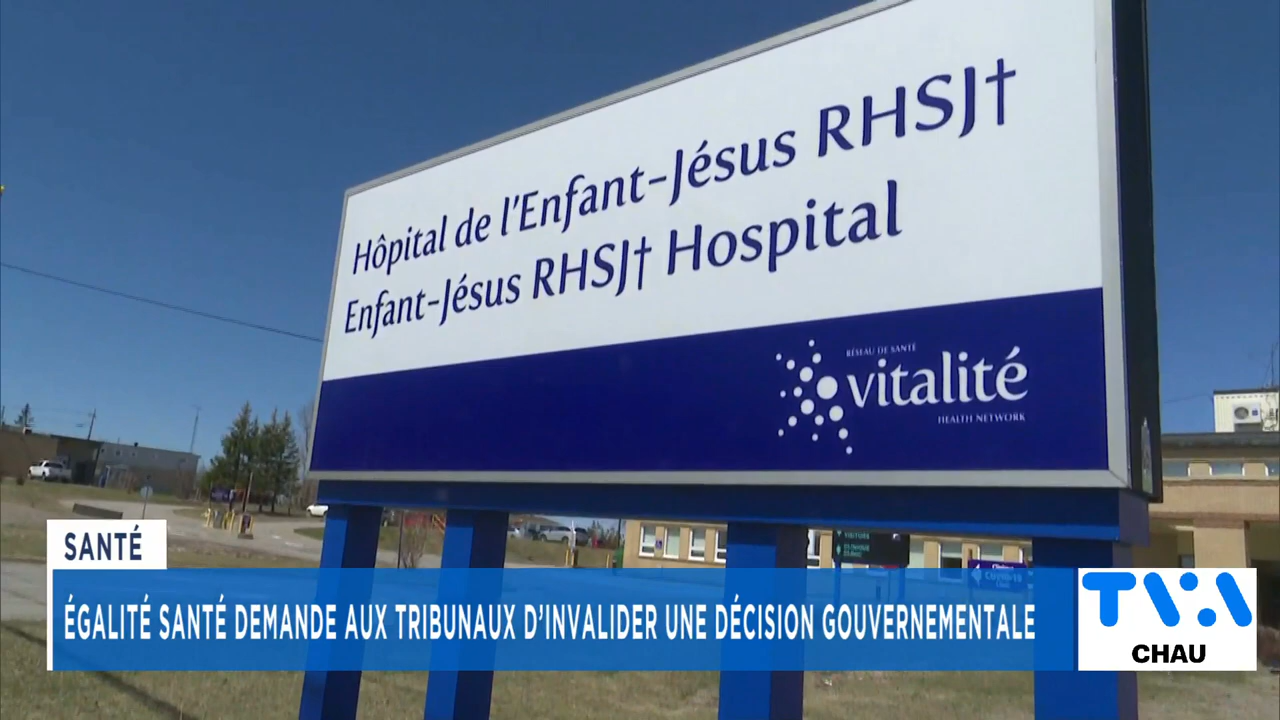 Hôpital de l'Enfant-Jésus RHSJ†
Enfant-Jésus RHSJ† Hospital
RÉSEAU DE SANTÉ
vitalité
HEALTH NETWORK
SANTÉ
ÉGALITÉ SANTÉ DEMANDE AUX TRIBUNAUX D'INVALIDER UNE DÉCISION GOUVERNEMENTALE
TVA
CHAU